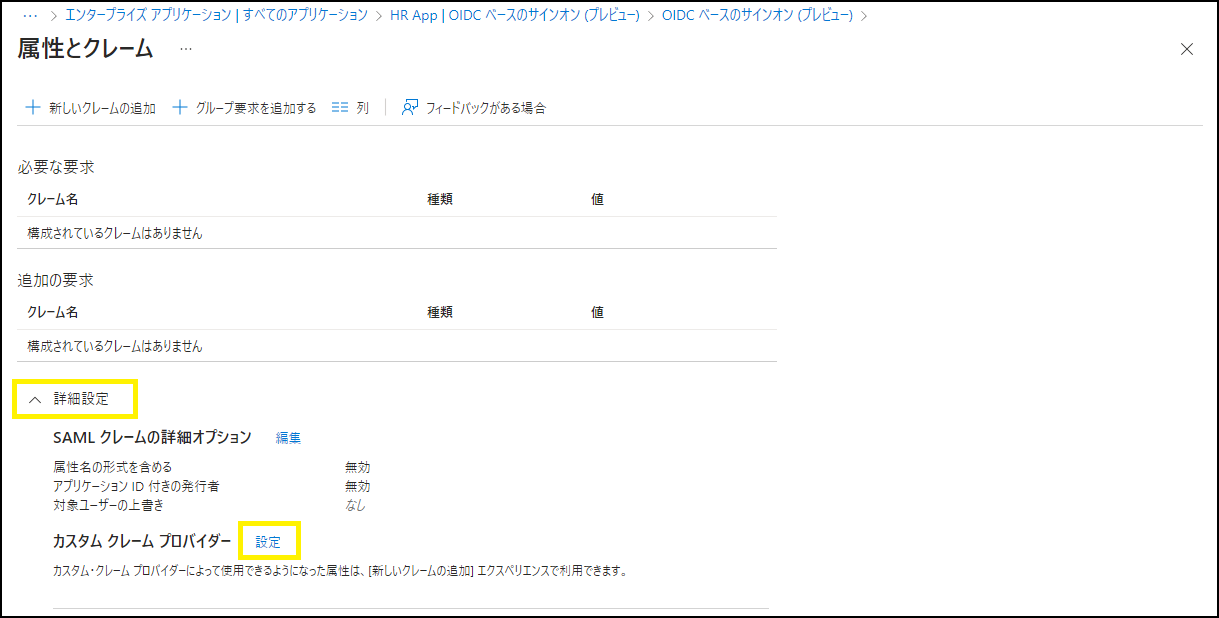 … > エンタープライズ アプリケーション | すべてのアプリケーション > HR App | OIDC ベースのサインオン (プレビュー) > OIDC ベースのサインオン (プレビュー) >
属性とクレーム …
新しいクレームの追加 グループ要求を追加する 列 フィードバックがある場合
必要な要求
クレーム名 種類 値
構成されているクレームはありません
追加の要求
クレーム名 種類 値
構成されているクレームはありません
詳細設定
SAML クレームの詳細オプション 編集
属性名の形式を含める 無効
アプリケーション ID 付きの発行者 無効
対象ユーザーの上書き なし
カスタム クレーム プロバイダー 設定
カスタム・クレーム プロバイダーによって使用できるようになった属性は、[新しいクレームの追加] エクスペリエンスで利用できます。